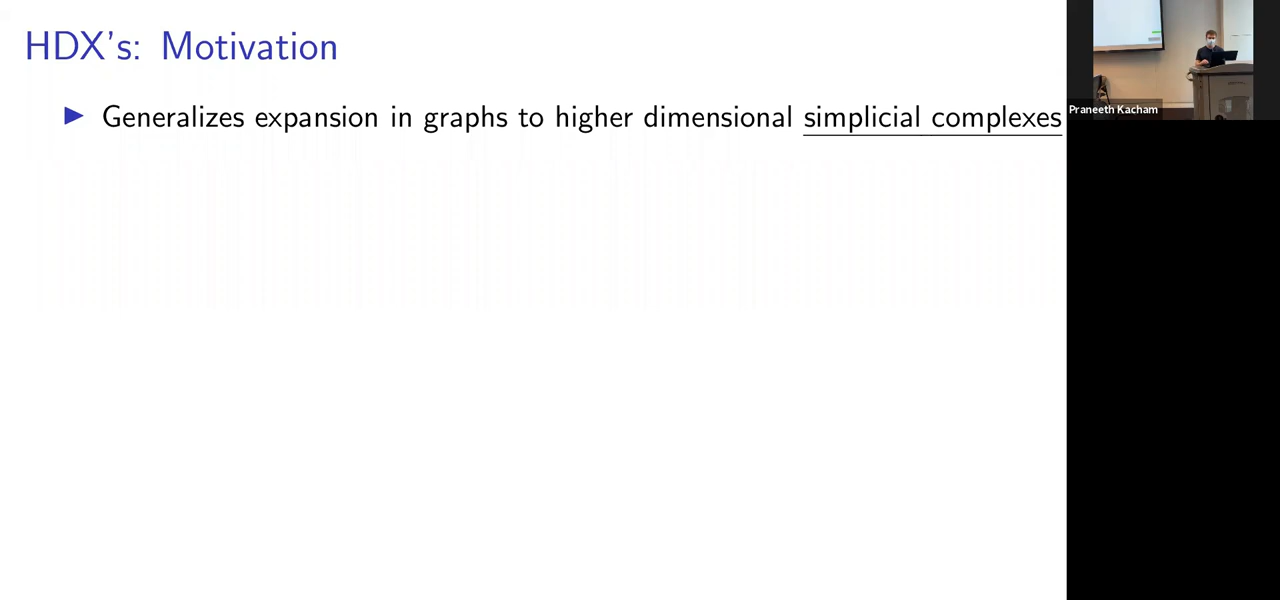 HDX's: Motivation
▶ Generalizes expansion in graphs to higher dimensional simplicial complexes
Praneeth Kacham